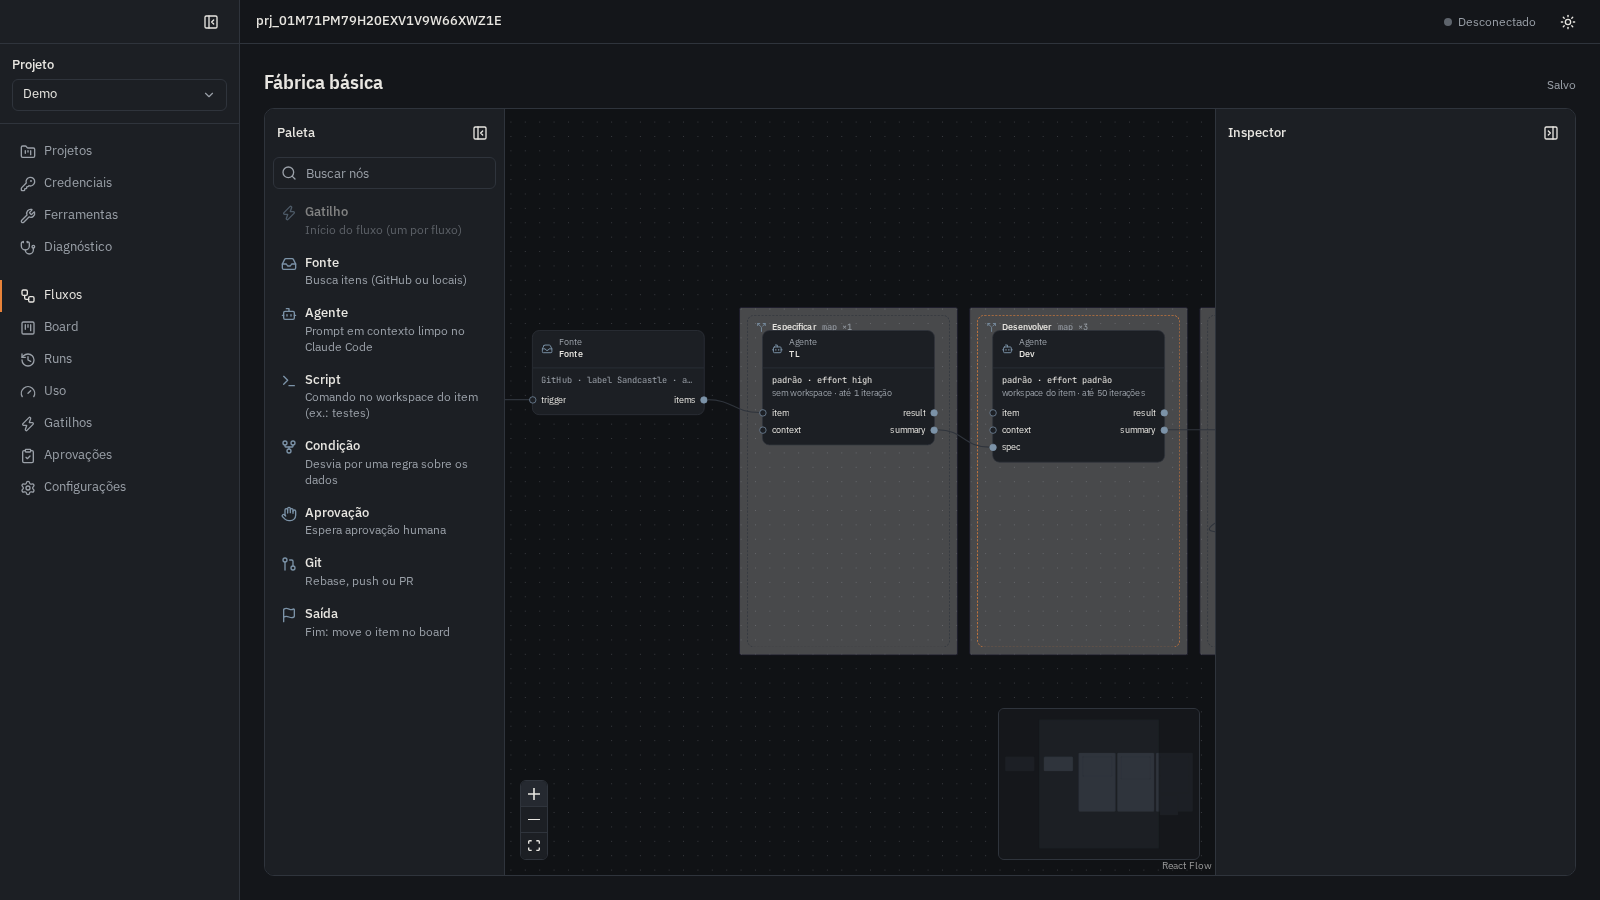 prj_01M71PM79H20EXV1V9W66XWZ1E
Desconectado
Projeto
Demo
Projetos
Credenciais
Ferramentas
Diagnóstico
Fluxos
Board
Runs
Uso
Gatilhos
Aprovações
Configurações
Fábrica básica
Salvo
Paleta
Buscar nós
Gatilho
Início do fluxo (um por fluxo)
Fonte
Busca itens (GitHub ou locais)
Agente
Prompt em contexto limpo no
Claude Code
Script
Comando no workspace do item
(ex.: testes)
Condição
Desvia por uma regra sobre os
dados
Aprovação
Espera aprovação humana
Git
Rebase, push ou PR
Saída
Fim: move o item no board
Fonte
Fonte
GitHub · label Sandcastle · a…
trigger
items
Especificar map ×1
Agente
TL
padrão · effort high
sem workspace · até 1 iteração
item
result
context
summary
Desenvolver map ×3
Agente
Dev
padrão · effort padrão
workspace do item · até 50 iterações
item
result
context
summary
spec
React Flow
Inspector